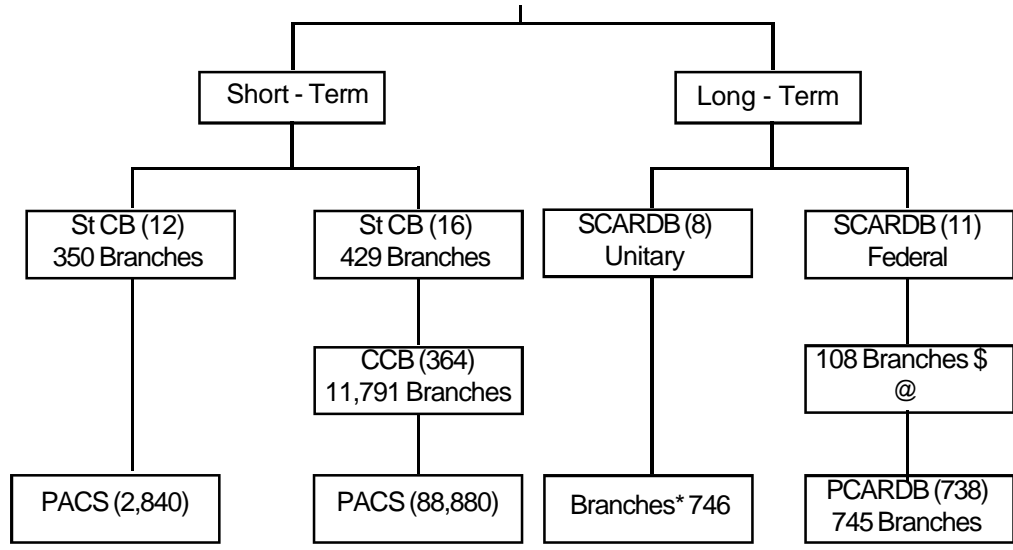 Short - Term
Long - Term
St CB (12)
350 Branches
St CB (16)
429 Branches
SCARDB (8)
Unitary
SCARDB (11)
Federal
CCB (364)
11,791 Branches
108 Branches $
@
PACS (2,840)
PACS (88,880)
Branches* 746
PCARDB (738)
745 Branches